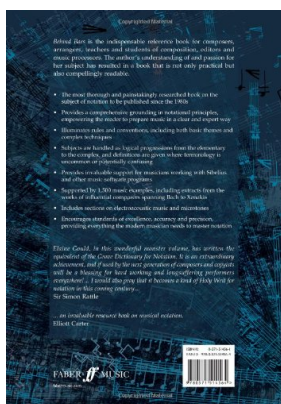 Copyrighted Material
Behind Bars is the indispensable reference book for composers,
arrangers, teachers and students of composition, editors and
music processors. The author's understanding of and passion for
her subject has resulted in a book that is not only practical but
also compellingly readable.
• The most thorough and painstakingly researched book on the
subject of notation to be published since the 1980s
• Provides a comprehensive grounding in notational principles,
empowering the reader to prepare music in a clear and expert way
• Illuminates rules and conventions, including both basic themes and
complex techniques
• Subjects are handled as logical progressions from the elementary
to the complex, and definitions are given where terminology is
uncommon or potentially confusing
• Provides invaluable support for musicians working with Sibelius
and other music software programs
• Supported by 1,500 music examples, including extracts from the
works of influential composers spanning Bach to Xenakis
• Includes sections on electroacoustic music and microtones
• Encourages standards of excellence, accuracy and precision,
providing everything the modern musician needs to master notation
Elaine Gould, in this wonderful monster volume, has written the
equivalent of the Grove Dictionary for Notation. It is an extraordinary
achievement, and if used by the next generation of composers and copyists
will be a blessing for hard working and longsuffering performers
everywhere!... I would also pray that it becomes a kind of Holy Writ for
notation in this coming century...
Sir Simon Rattle
... an invaluable resource book on musical notation.
Elliott Carter
FABER ff MUSIC
Copyrighted Material